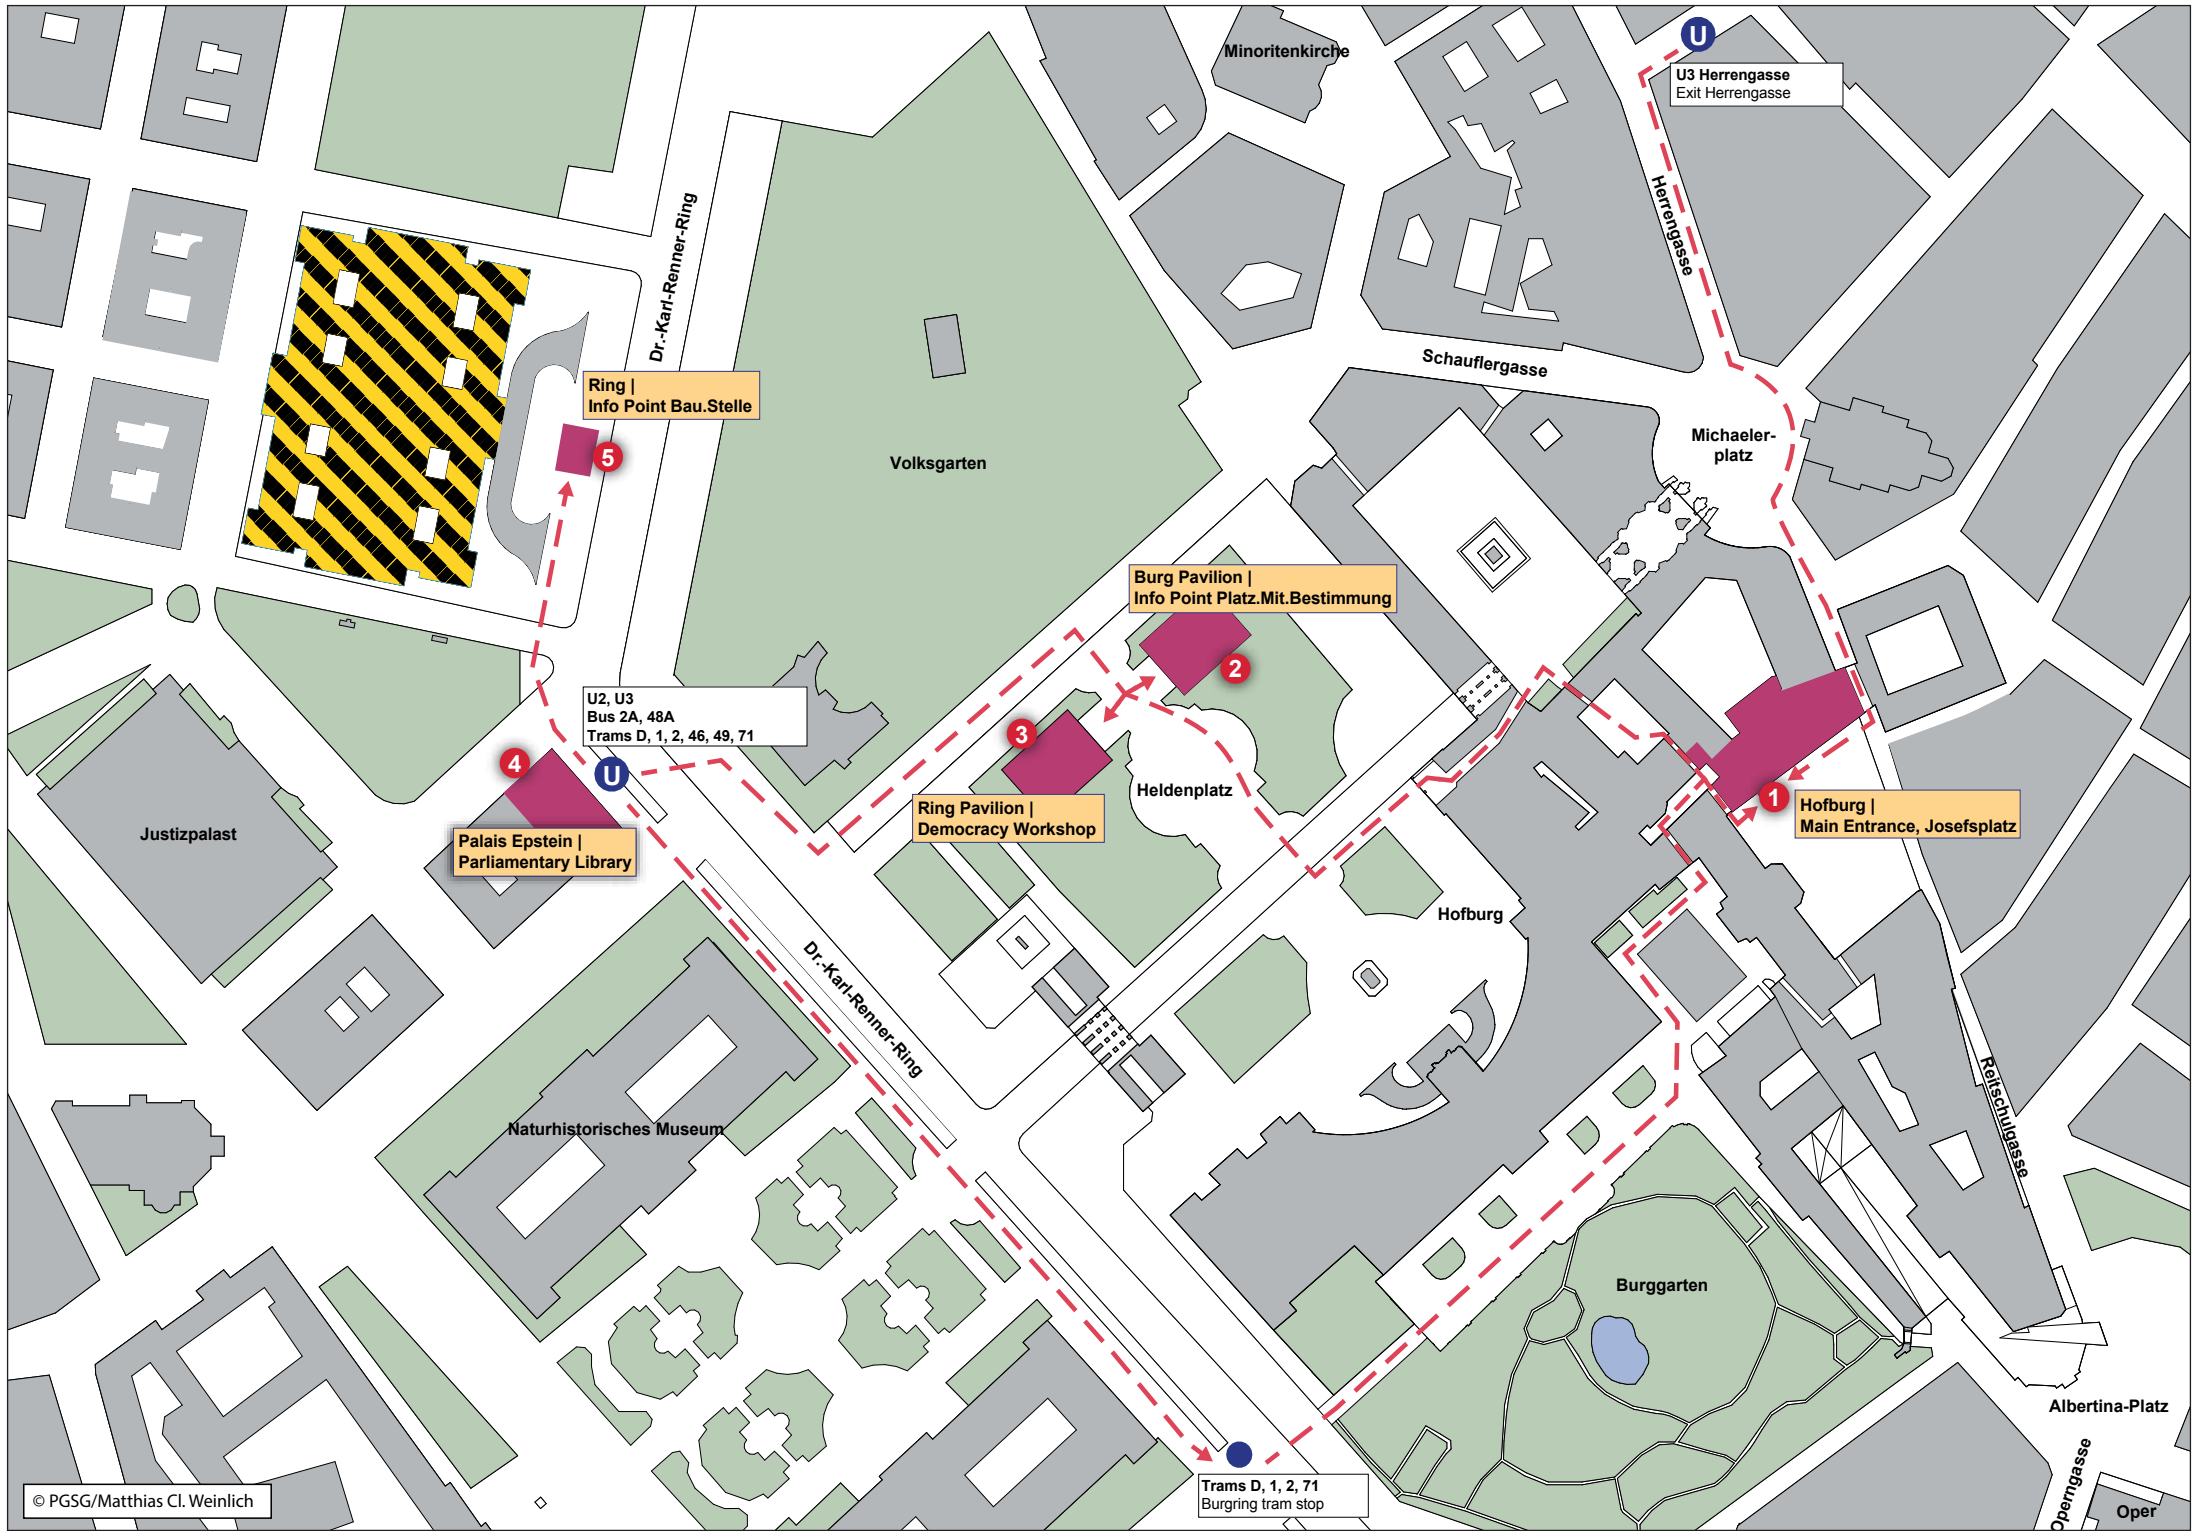 Minoritenkirche
U
U3 Herrengasse
Exit Herrengasse
Herrengasse
Dr.-Karl-Renner-Ring
Schauflergasse
Ring |
Info Point Bau.Stelle
5
Michaeler-
platz
Volksgarten
Burg Pavilion |
Info Point Platz.Mit.Bestimmung
2
U2, U3
Bus 2A, 48A
Trams D, 1, 2, 46, 49, 71
3
4
U
Heldenplatz
1
Hofburg |
Main Entrance, Josefsplatz
Ring Pavilion |
Democracy Workshop
Justizpalast
Palais Epstein |
Parliamentary Library
Hofburg
Dr.-Karl-Renner-Ring
Reitschulgasse
Naturhistorisches Museum
Burggarten
Albertina-Platz
Trams D, 1, 2, 71
Burgring tram stop
Operngasse
Oper
© PGSG/Matthias Cl. Weinlich